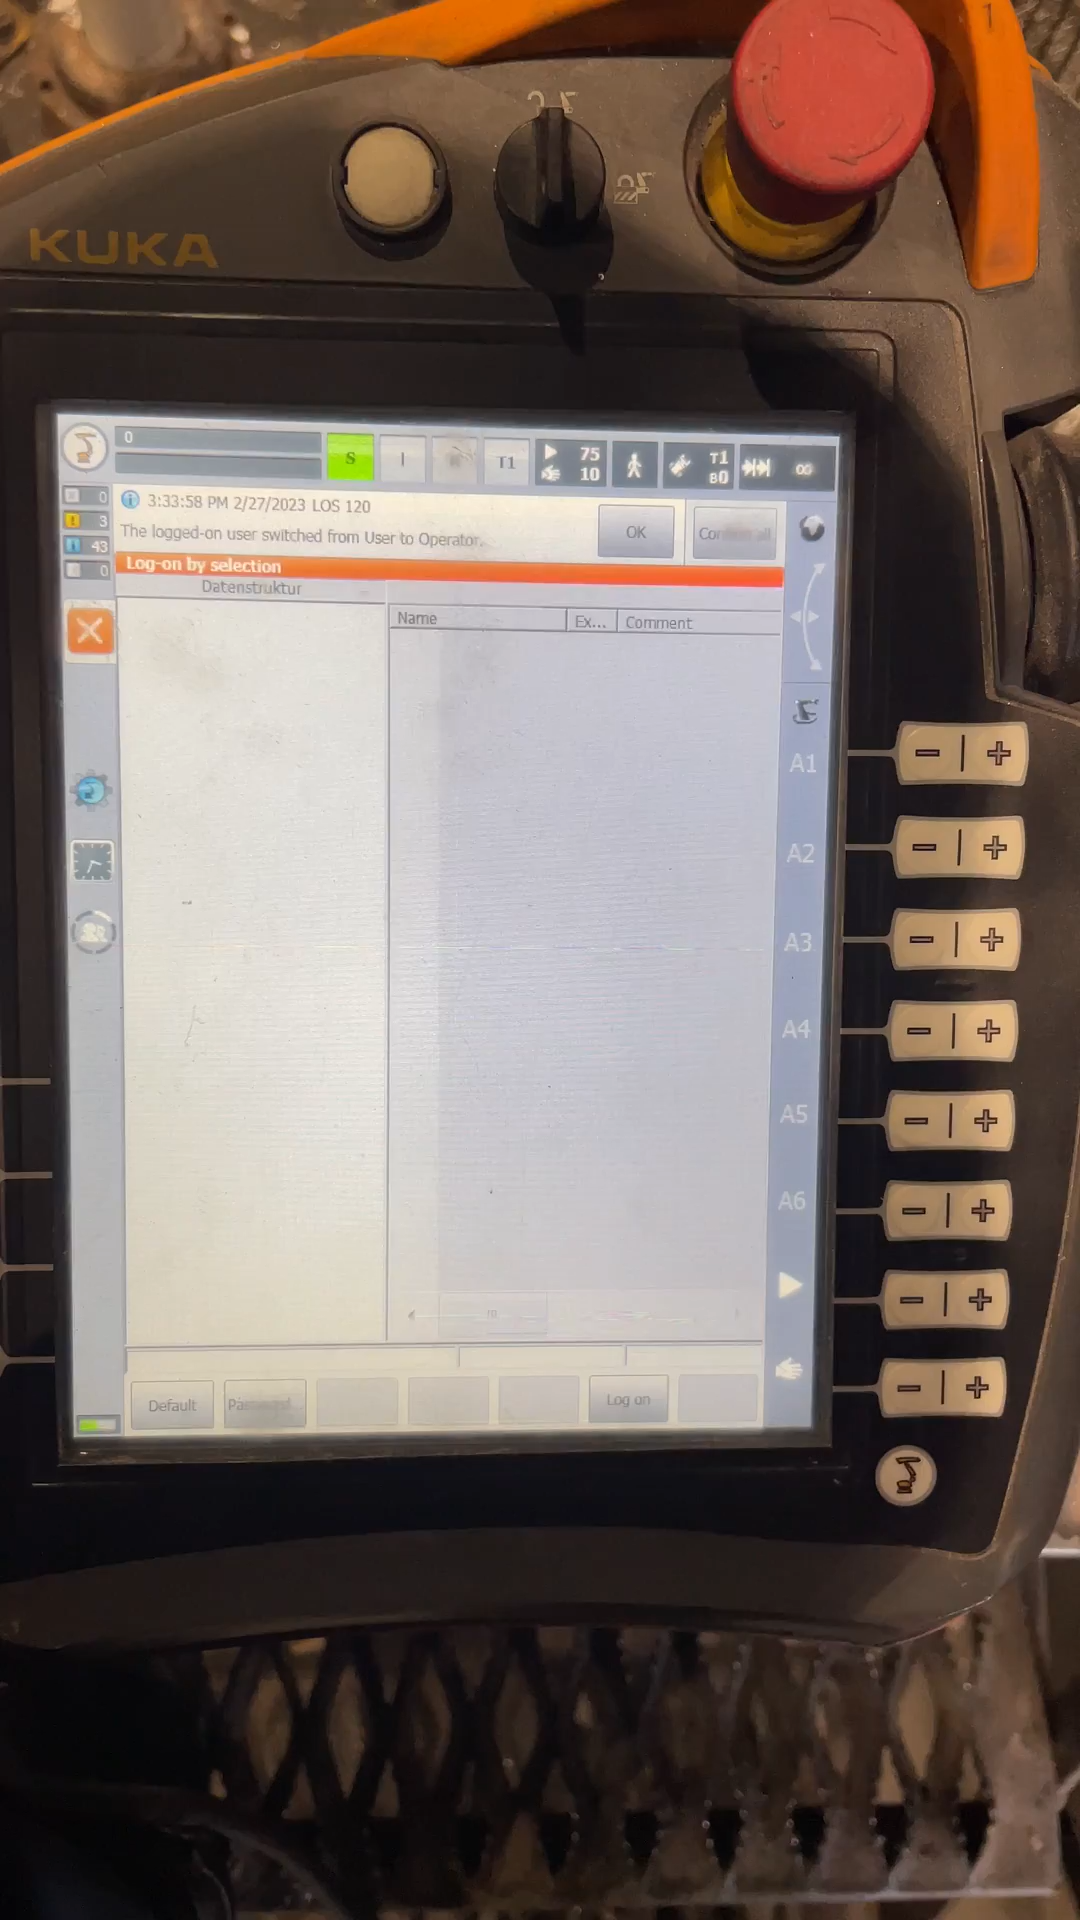 1
KUKA
0
S
I
T1
75
10
T1
B0
∞
0
3
43
0
3:33:58 PM 2/27/2023 LOS 120
The logged-on user switched from User to Operator.
OK
Confirm all
Log-on by selection
Datenstruktur
Name
Ex...
Comment
A1
A2
A3
A4
A5
A6
Default
Log on